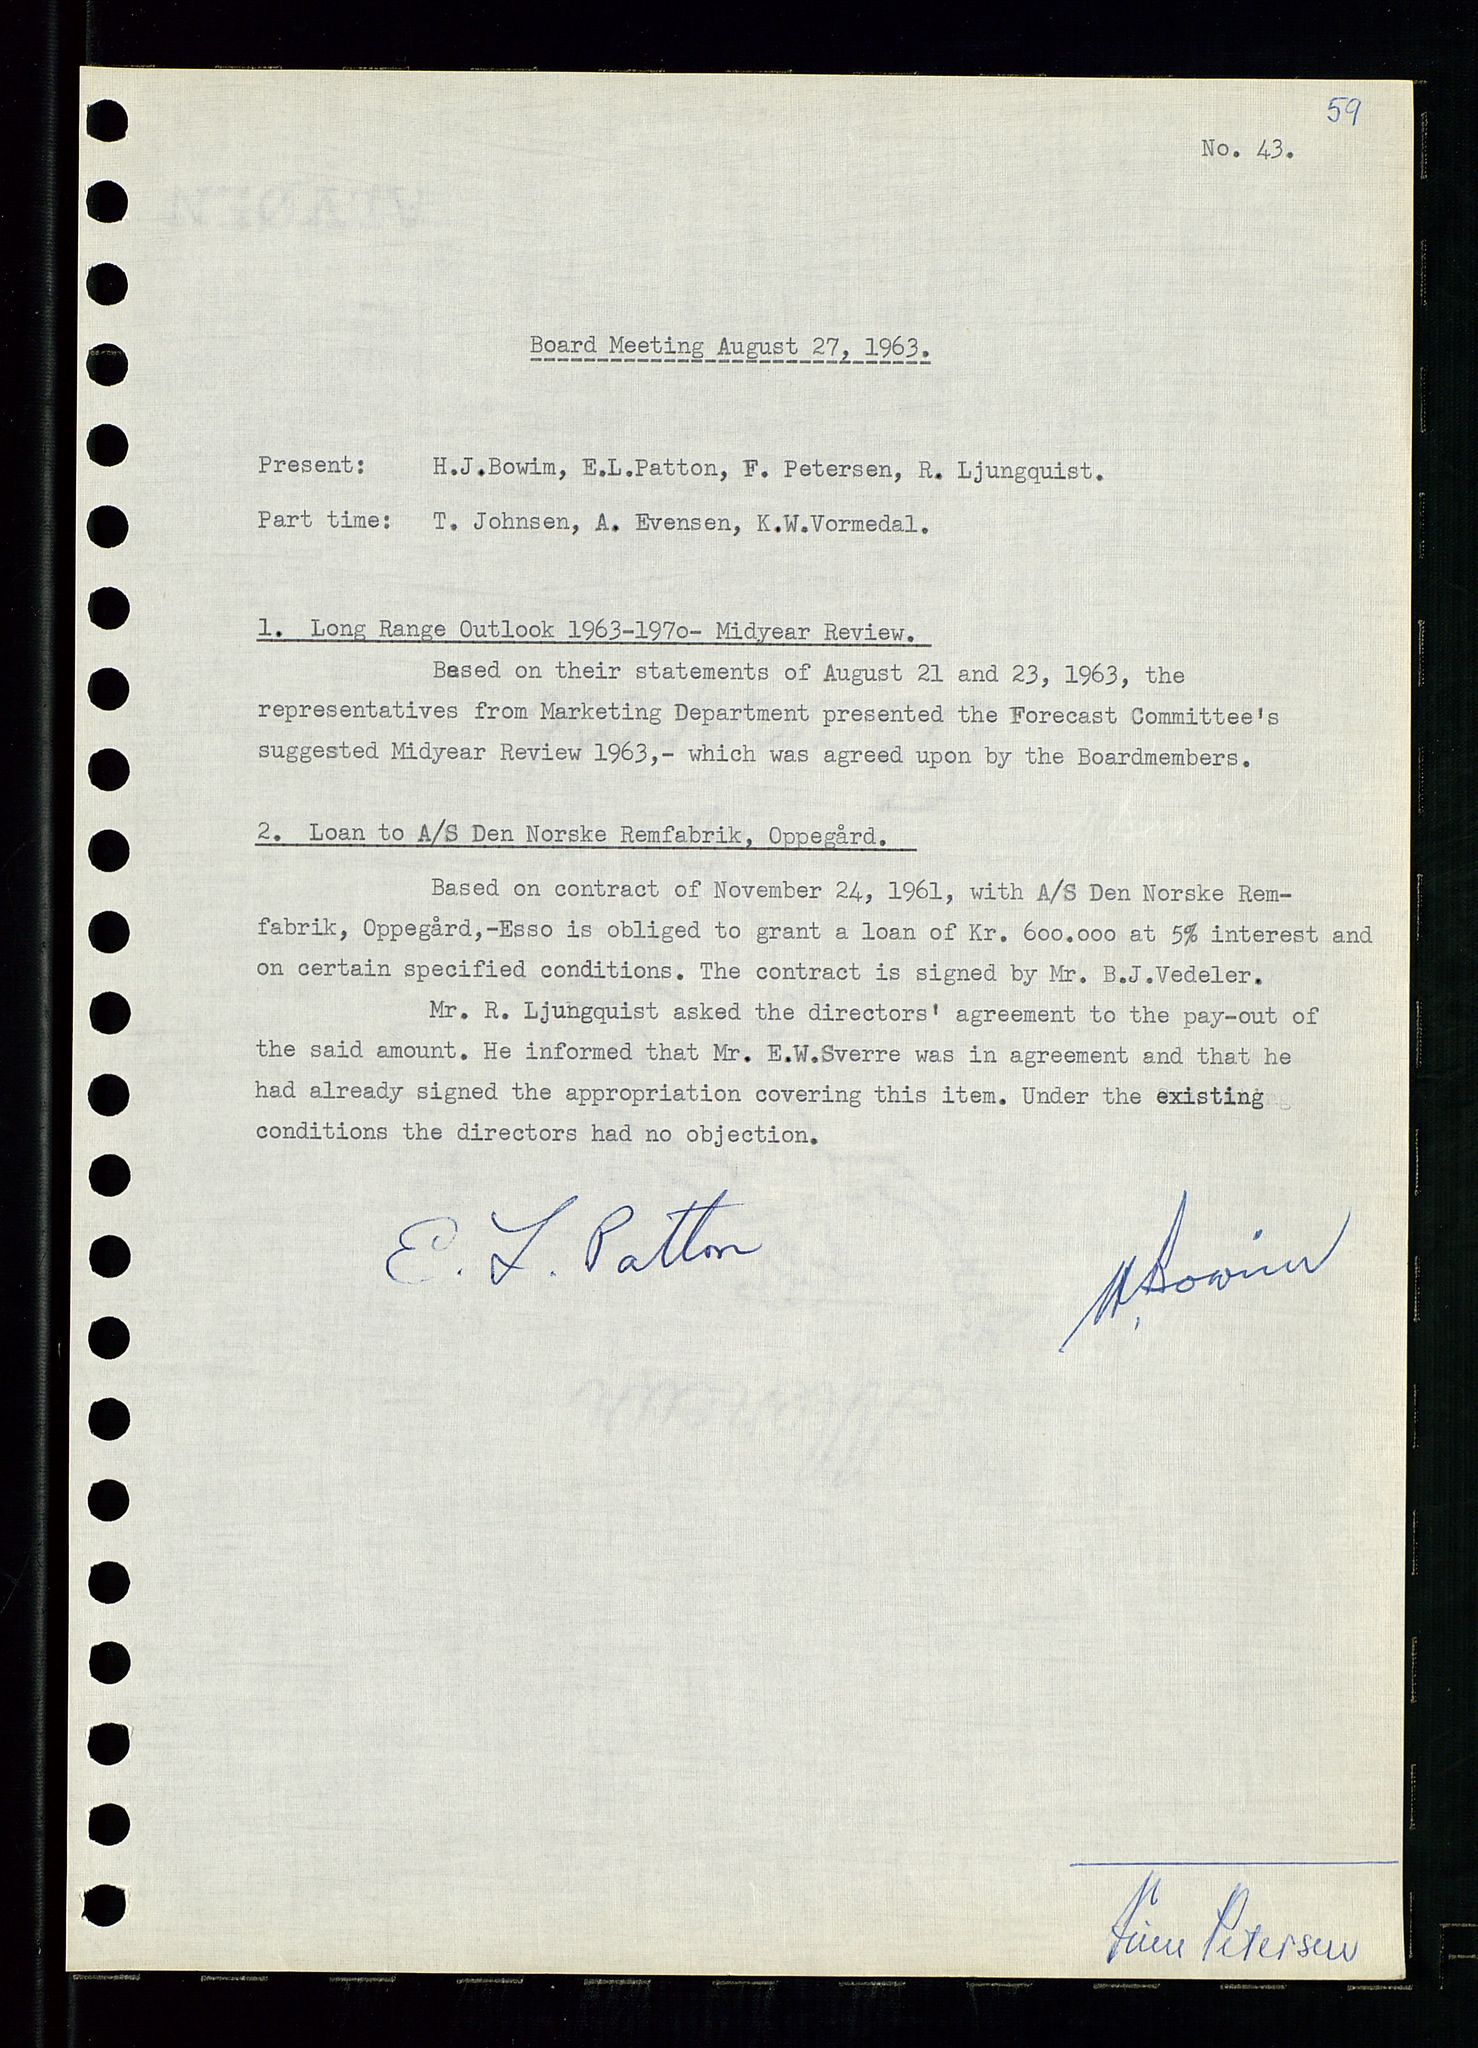 59
No. 43.
Board Meeting August 27, 1963.
Present: H.J.Bowim, E.L.Patton, F. Petersen, R. Ljungquist.
Part time: T. Johnsen, A. Evensen, K.W.Vormedal.
1. Long Range Outlook 1963-197o- Midyear Review.
Based on their statements of August 21 and 23, 1963, the
representatives from Marketing Department presented the Forecast Committee's
suggested Midyear Review 1963,- which was agreed upon by the Boardmembers.
2. Loan to A/S Den Norske Remfabrik, Oppegård.
Based on contract of November 24, 1961, with A/S Den Norske Rem-
fabrik, Oppegård,-Esso is obliged to grant a loan of Kr. 6oo.ooo at 5% interest and
on certain specified conditions. The contract is signed by Mr. B.J.Vedeler.
Mr. R. Ljungquist asked the directors' agreement to the pay-out of
the said amount. He informed that Mr. E.W.Sverre was in agreement and that he
had already signed the appropriation covering this item. Under the existing
conditions the directors had no objection.
E. L. Patton
H. Bowim
Petersen